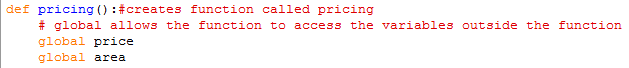 def pricing():#creates function called pricing
    # global allows the function to access the variables outside the function
    global price
    global area